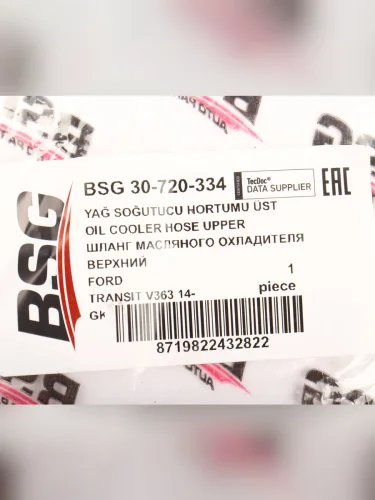 BSG
BSG 30-720-334
TecDoc®
DATA SUPPLIER
EAC
YAĞ SOĞUTUCU HORTUMU ÜST
OIL COOLER HOSE UPPER
ШЛАНГ МАСЛЯНОГО ОХЛАДИТЕЛЯ
ВЕРХНИЙ
FORD 1
TRANSIT V363 14- piece
8719822432822